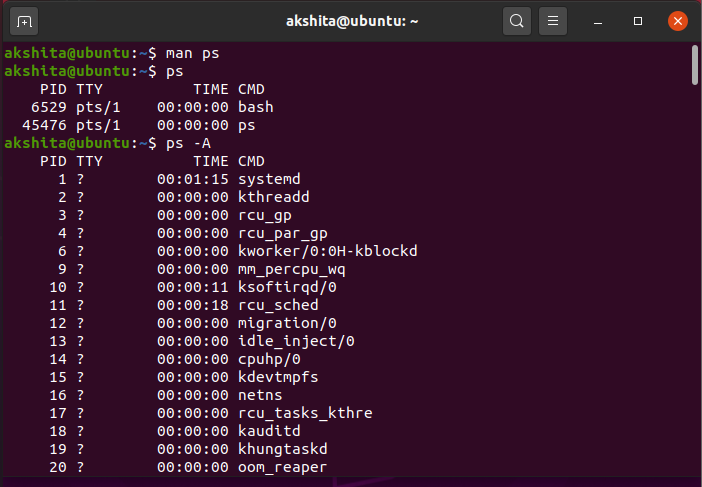 akshita@ubuntu: ~
akshita@ubuntu:~$ man ps
akshita@ubuntu:~$ ps
    PID TTY          TIME CMD
   6529 pts/1    00:00:00 bash
  45476 pts/1    00:00:00 ps
akshita@ubuntu:~$ ps -A
    PID TTY          TIME CMD
      1 ?        00:01:15 systemd
      2 ?        00:00:00 kthreadd
      3 ?        00:00:00 rcu_gp
      4 ?        00:00:00 rcu_par_gp
      6 ?        00:00:00 kworker/0:0H-kblockd
      9 ?        00:00:00 mm_percpu_wq
     10 ?        00:00:11 ksoftirqd/0
     11 ?        00:00:18 rcu_sched
     12 ?        00:00:00 migration/0
     13 ?        00:00:00 idle_inject/0
     14 ?        00:00:00 cpuhp/0
     15 ?        00:00:00 kdevtmpfs
     16 ?        00:00:00 netns
     17 ?        00:00:00 rcu_tasks_kthre
     18 ?        00:00:00 kauditd
     19 ?        00:00:00 khungtaskd
     20 ?        00:00:00 oom_reaper